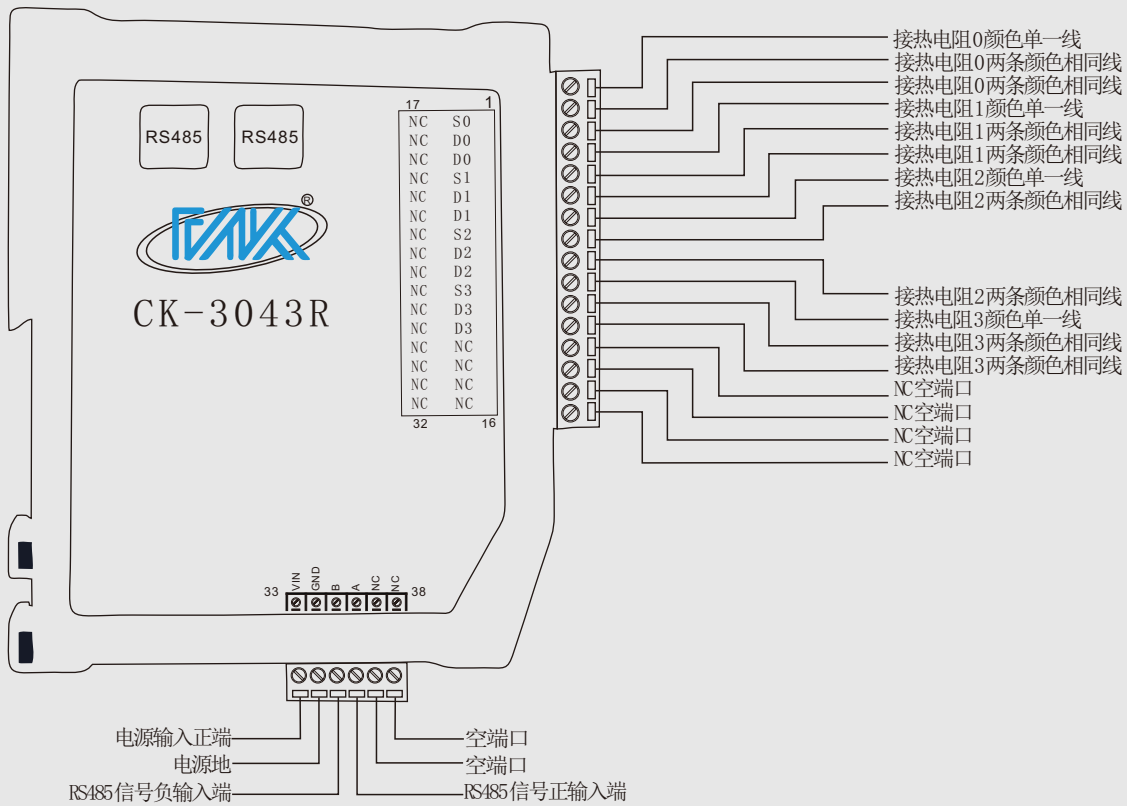 接热电阻0颜色单一线
接热电阻0两条颜色相同线
接热电阻0两条颜色相同线
接热电阻1颜色单一线
接热电阻1两条颜色相同线
接热电阻1两条颜色相同线
接热电阻2颜色单一线
接热电阻2两条颜色相同线
接热电阻2两条颜色相同线
接热电阻3颜色单一线
接热电阻3两条颜色相同线
接热电阻3两条颜色相同线
NC空端口
NC空端口
NC空端口
NC空端口
RS485 RS485
®
CK-3043R
17 1
NC S0
NC D0
NC D0
NC S1
NC D1
NC D1
NC S2
NC D2
NC D2
NC S3
NC D3
NC D3
NC NC
NC NC
NC NC
NC NC
32 16
33 VIN GND B A NC NC 38
电源输入正端 空端口
电源地 空端口
RS485信号负输入端 RS485信号正输入端